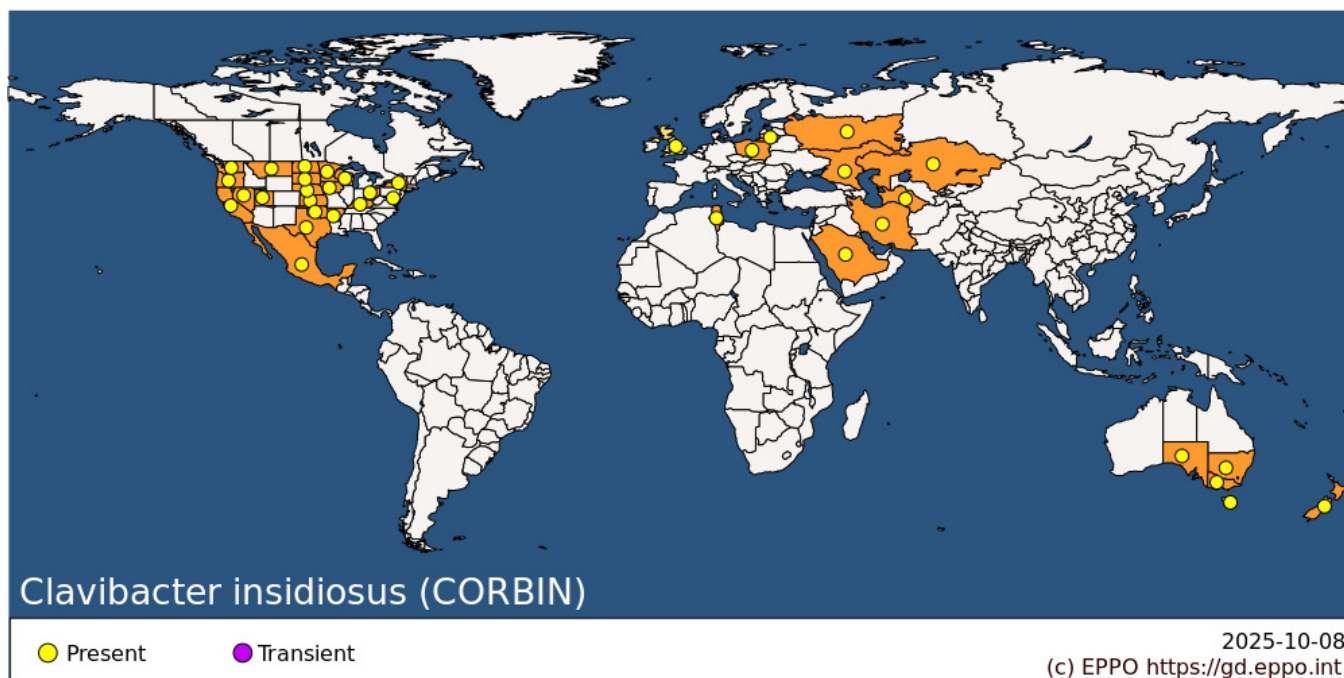 Clavibacter insidiosus (CORBIN)
Present
Transient
2025-10-08
(c) EPPO https://gd.eppo.int